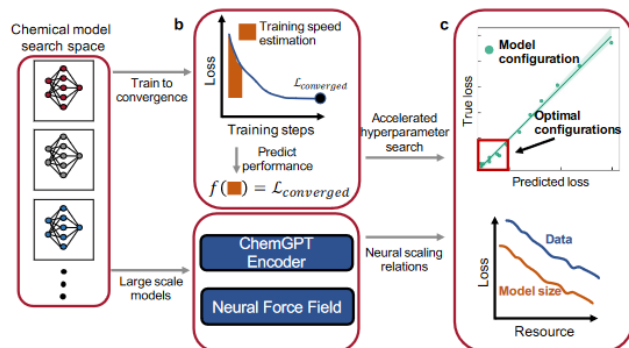 Chemical model
search space
Train to
convergence
Large scale
models
b
Training speed
estimation
Loss
ℒconverged
Training steps
Predict
performance
f( ) = ℒconverged
ChemGPT
Encoder
Neural Force Field
Accelerated
hyperparameter
search
Neural scaling
relations
c
Model
configuration
True loss
Optimal
configurations
Predicted loss
Data
Loss
Model size
Resource